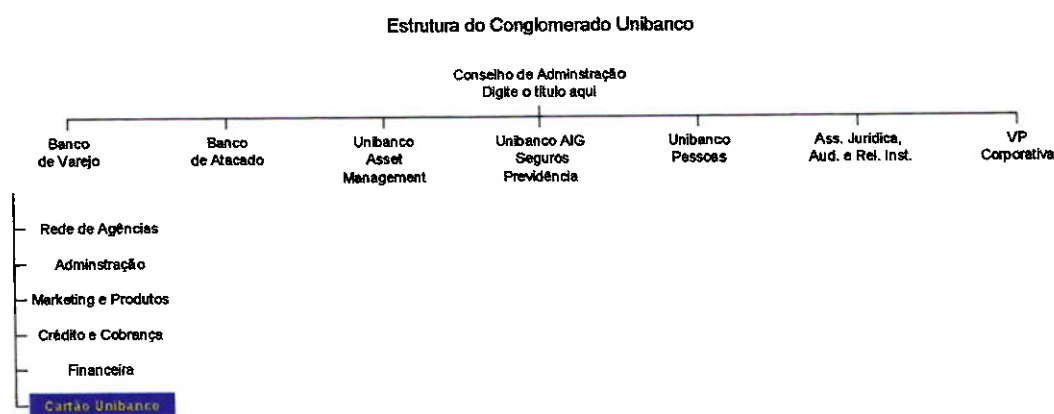 Estrutura do Conglomerado Unibanco
Conselho de Adminstração
Digite o título aqui
Banco
de Varejo
Banco
de Atacado
Unibanco
Asset
Management
Unibanco AIG
Seguros
Previdência
Unibanco
Pessoas
Ass. Jurídica,
Aud. e Rel. Inst.
VP
Corporativa
Rede de Agências
Adminstração
Marketing e Produtos
Crédito e Cobrança
Financeira
Cartão Unibanco